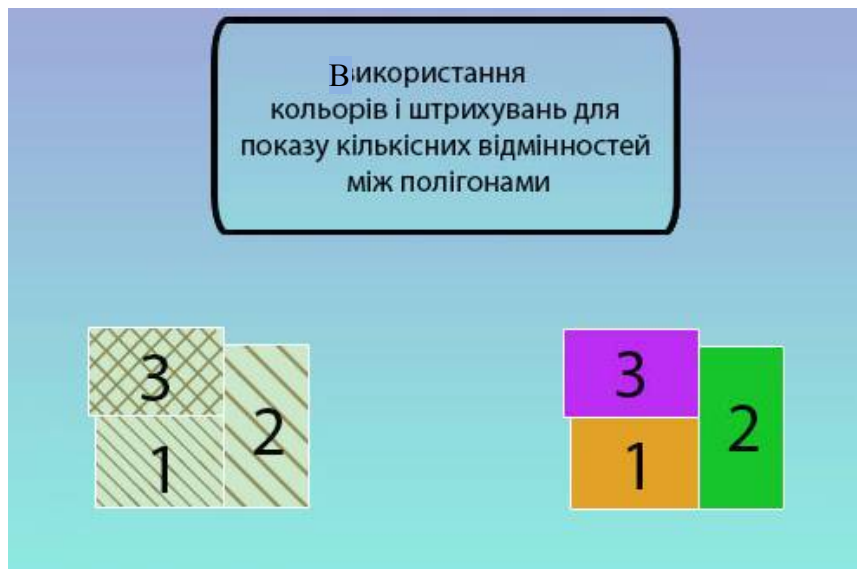 Використання
кольорів і штрихувань для
показу кількісних відмінностей
між полігонами
3
2
1
3
2
1